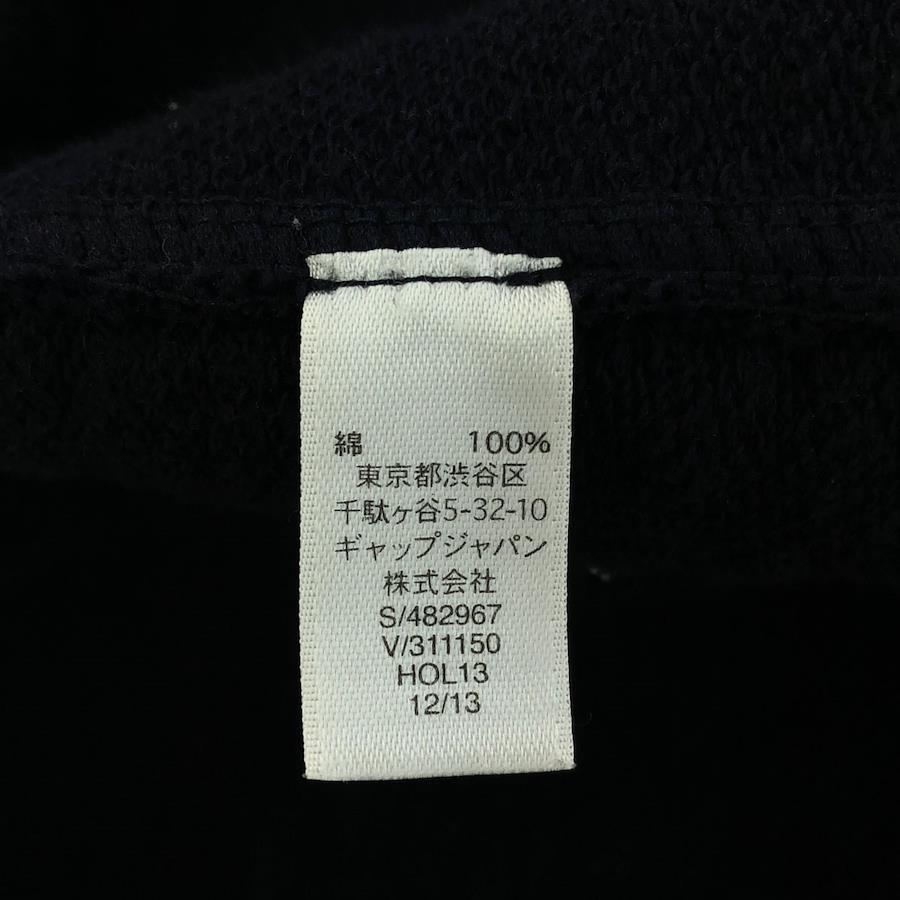 綿 100%
東京都渋谷区
千駄ヶ谷5-32-10
ギャップジャパン
株式会社
S/482967
V/311150
HOL13
12/13